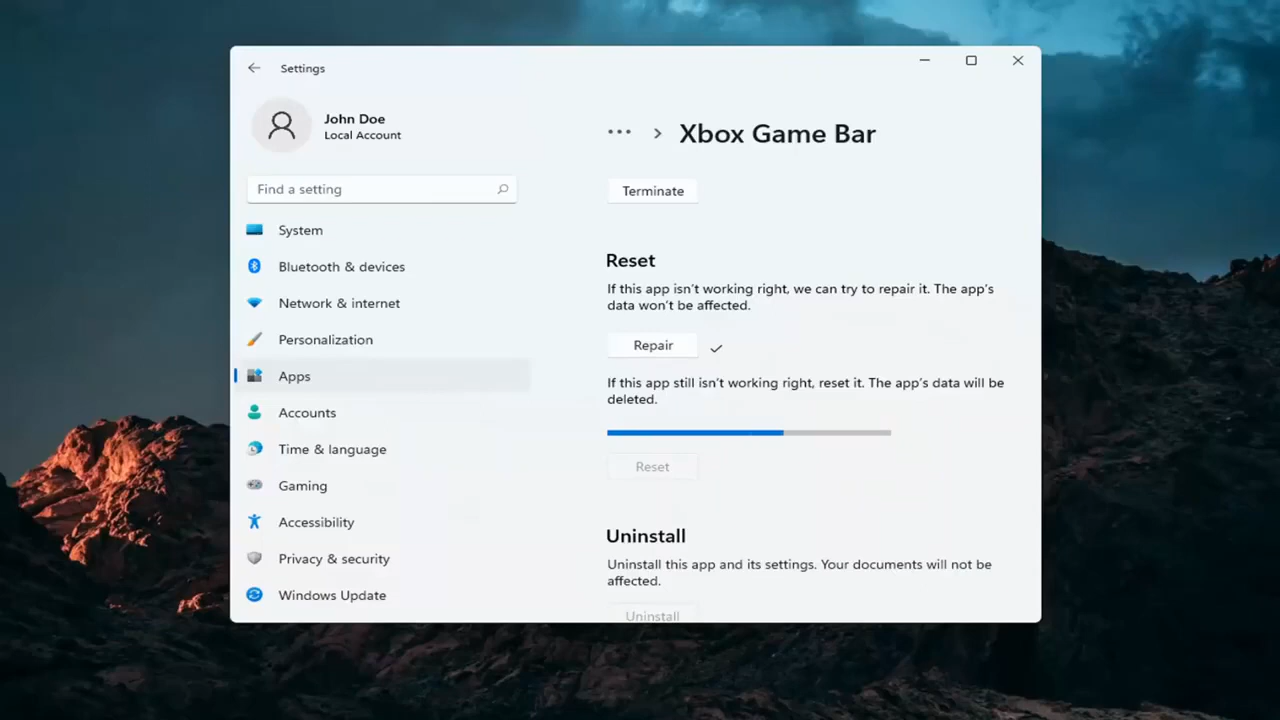 Settings
John Doe
Local Account
Find a setting
System
Bluetooth & devices
Network & internet
Personalization
Apps
Accounts
Time & language
Gaming
Accessibility
Privacy & security
Windows Update
... > Xbox Game Bar
Terminate
Reset
If this app isn't working right, we can try to repair it. The app's
data won't be affected.
Repair
If this app still isn't working right, reset it. The app's data will be
deleted.
Reset
Uninstall
Uninstall this app and its settings. Your documents will not be
affected.
Uninstall